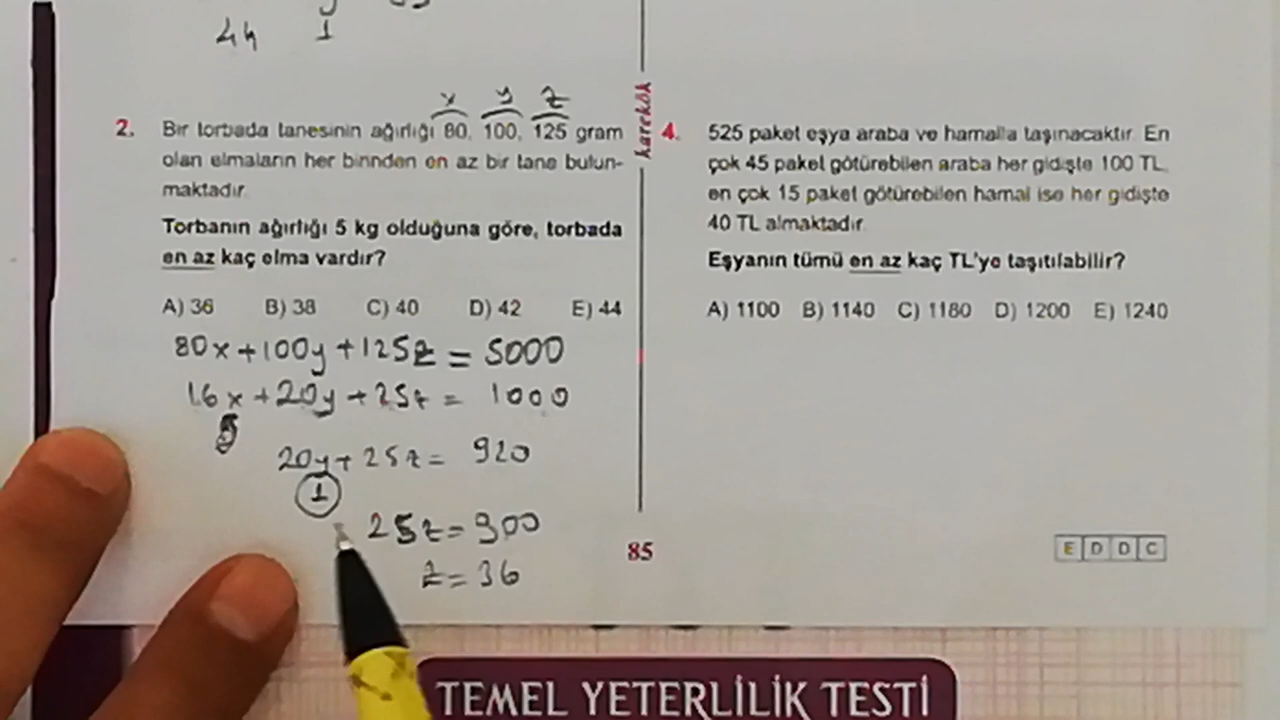 44 1
x y z
2. Bir torbada tanesinin ağırlığı 80, 100, 125 gram
olan elmaların her birinden en az bir tane bulun-
maktadır.
Torbanın ağırlığı 5 kg olduğuna göre, torbada
en az kaç elma vardır?
A) 36 B) 38 C) 40 D) 42 E) 44
80x+100y+125z = 5000
16x+20y+25z = 1000
5
20y+25z = 920
1
25z=900
z=36
karekök
4. 525 paket eşya araba ve hamalla taşınacaktır. En
çok 45 paket götürebilen araba her gidişte 100 TL,
en çok 15 paket götürebilen hamal ise her gidişte
40 TL almaktadır.
Eşyanın tümü en az kaç TL'ye taşıtılabilir?
A) 1100 B) 1140 C) 1180 D) 1200 E) 1240
85
E D D C
TEMEL YETERLİLİK TESTİ